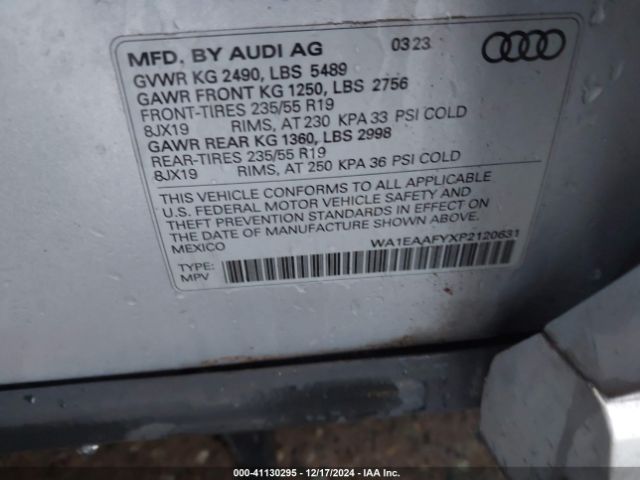 MFD. BY AUDI AG 03 23
GVWR KG 2490, LBS 5489
GAWR FRONT KG 1250, LBS 2756
FRONT-TIRES 235/55 R19
8JX19 RIMS, AT 230 KPA 33 PSI COLD
GAWR REAR KG 1360, LBS 2998
REAR-TIRES 235/55 R19
8JX19 RIMS, AT 250 KPA 36 PSI COLD
THIS VEHICLE CONFORMS TO ALL APPLICABLE
U.S. FEDERAL MOTOR VEHICLE SAFETY AND
THEFT PREVENTION STANDARDS IN EFFECT ON
THE DATE OF MANUFACTURE SHOWN ABOVE.
MEXICO WA1EAAFYXP2120631
TYPE:
MPV
000-41130295 - 12/17/2024 - IAA Inc.